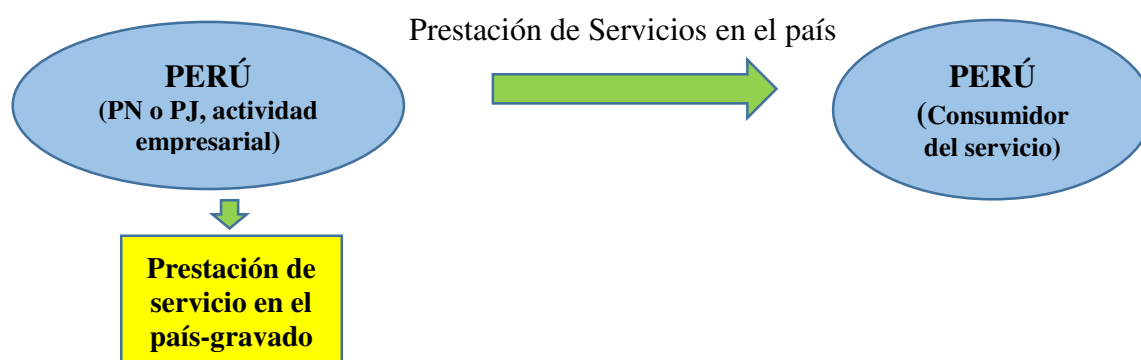 Prestación de Servicios en el país
PERÚ
(PN o PJ, actividad
empresarial)
PERÚ
(Consumidor
del servicio)
Prestación de
servicio en el
país-gravado